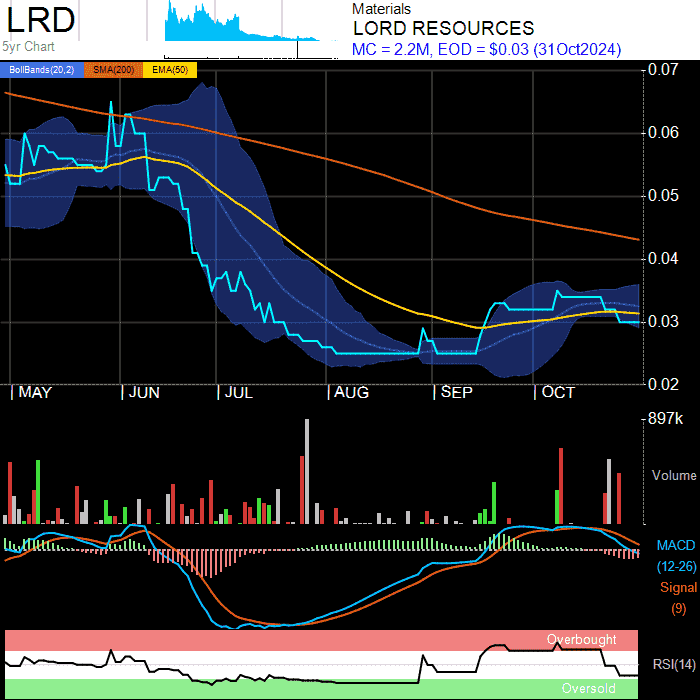 LRD
5yr Chart
Materials
LORD RESOURCES
MC = 2.2M, EOD = $0.03 (31Oct2024)
BollBands(20,2) SMA(200) EMA(50)
0.07
0.06
0.05
0.04
0.03
0.02
MAY JUN JUL AUG SEP OCT
897k
Volume
MACD
(12-26)
Signal
(9)
Overbought
RSI(14)
Oversold